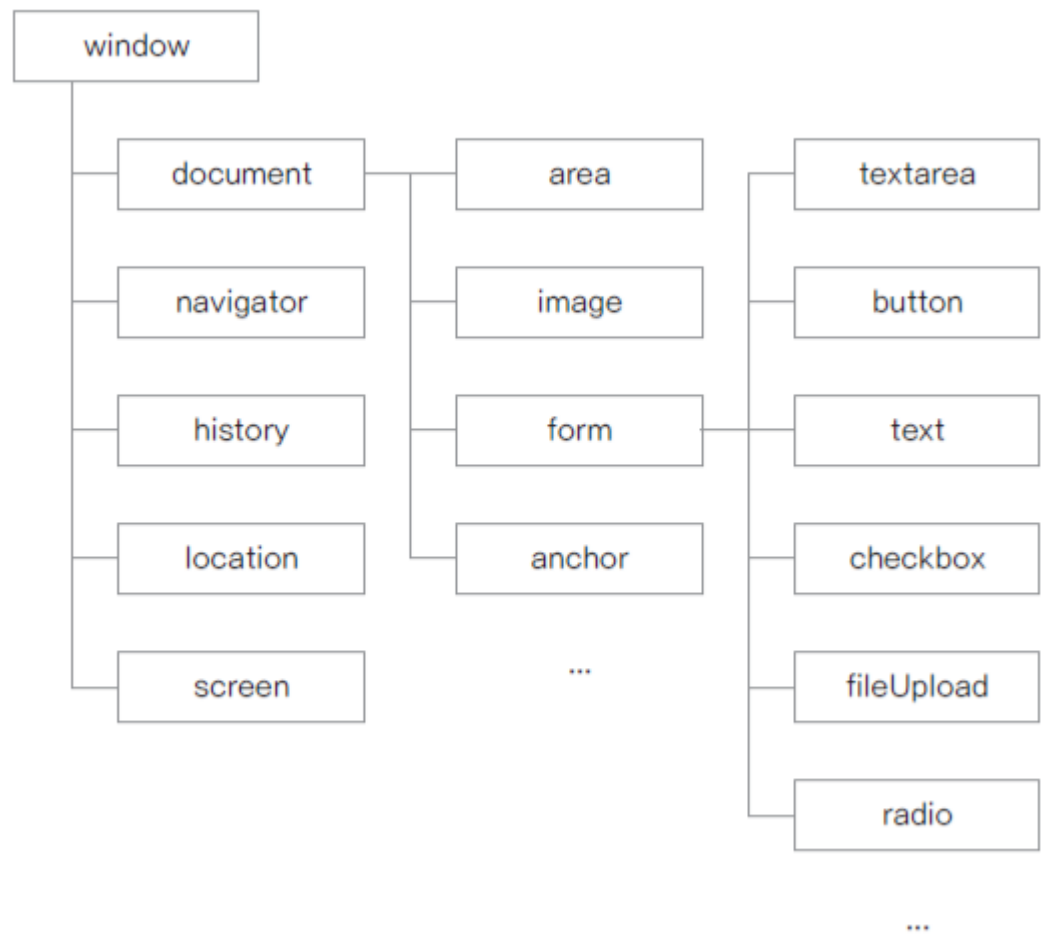 window
document
area
textarea
navigator
image
button
history
form
text
location
anchor
checkbox
screen
...
fileUpload
radio
...